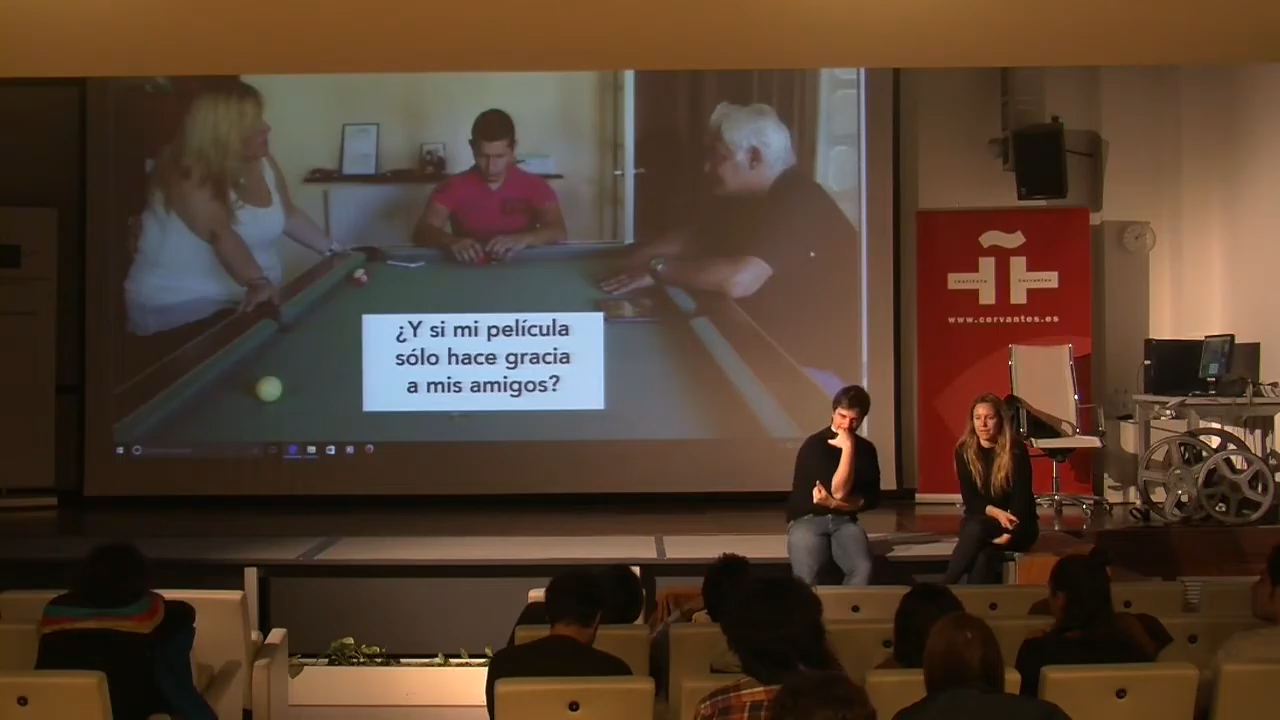 ¿Y si mi película
sólo hace gracia
a mis amigos?
Instituto Cervantes
www.cervantes.es